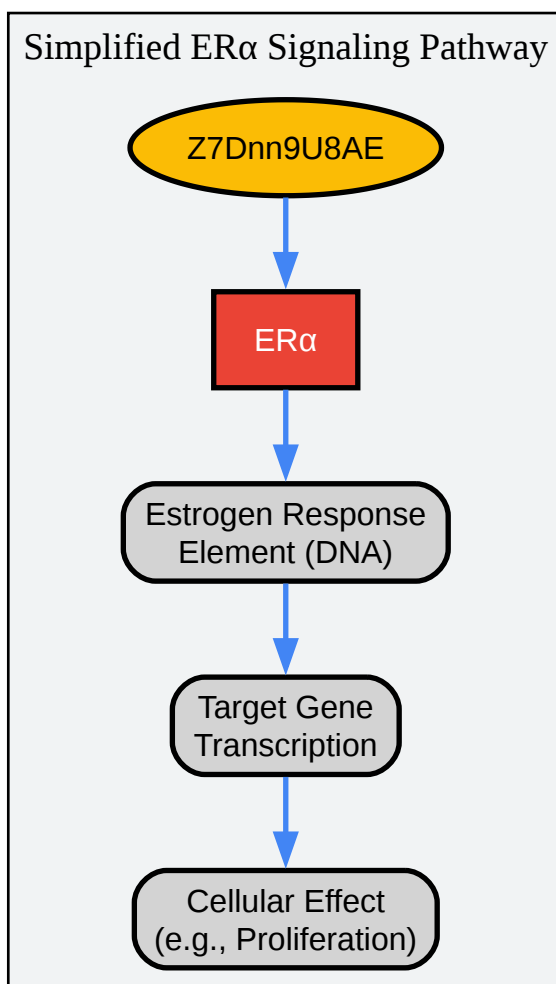 Simplified ERα Signaling Pathway
Z7Dnn9U8AE
ERα
Estrogen Response
Element (DNA)
Target Gene
Transcription
Cellular Effect
(e.g., Proliferation)